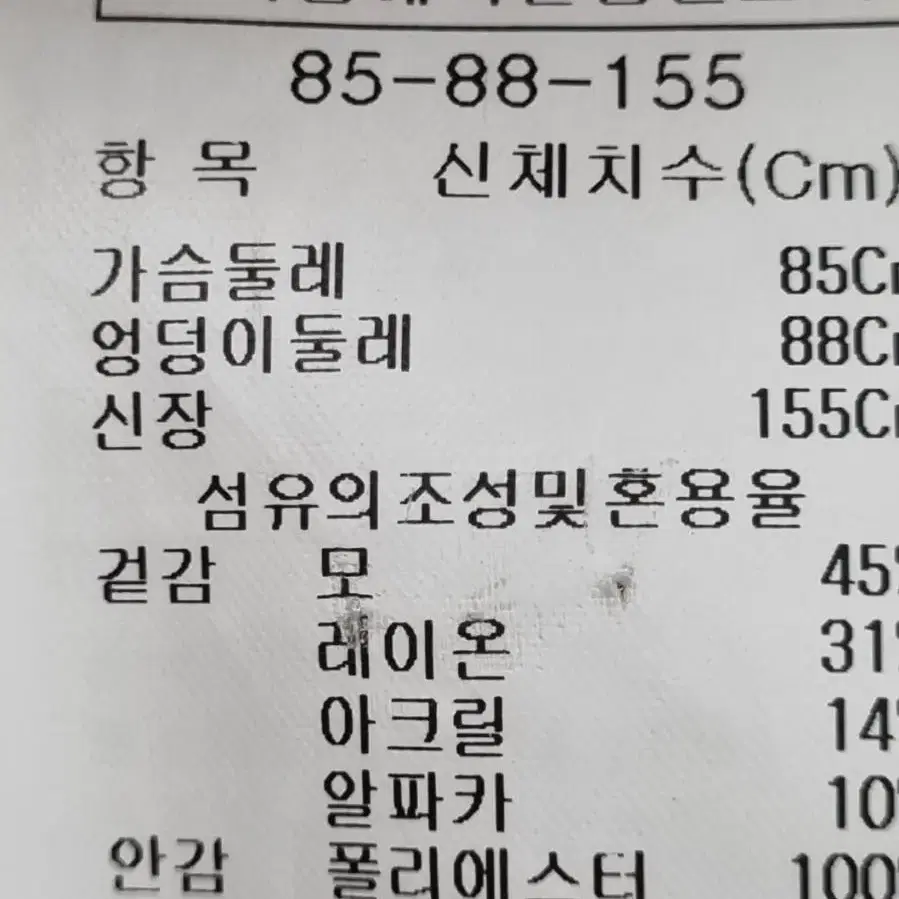 85-88-155
항 목 신체치수(Cm)
가슴둘레 85C
엉덩이둘레 88C
신장 155C
섬유의조성및혼용율
겉감 모 45%
레이온 31%
아크릴 14%
알파카 10%
안감 폴리에스터 100%